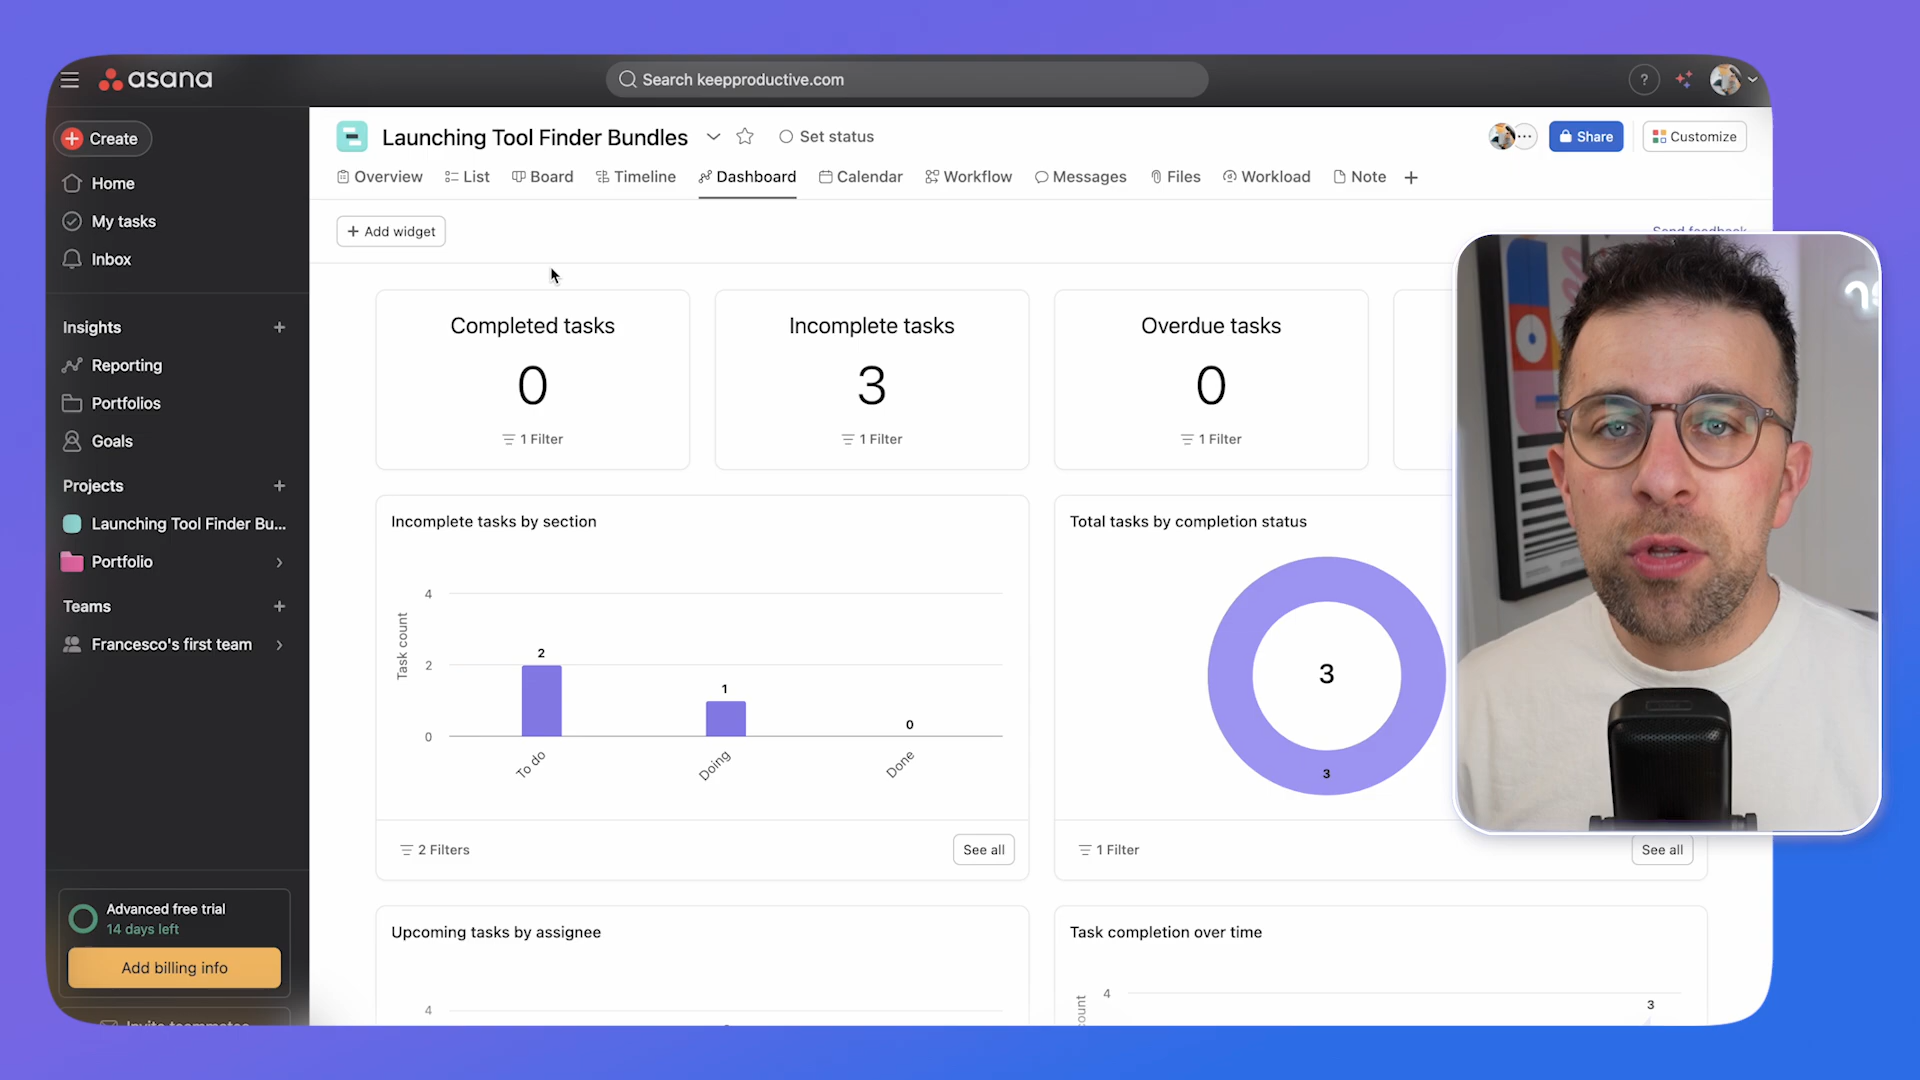 asana
Search keepproductive.com
?
Create
Home
My tasks
Inbox
Insights
Reporting
Portfolios
Goals
Projects
Launching Tool Finder Bu...
Portfolio
Teams
Francesco's first team
Advanced free trial
14 days left
Add billing info
Invite teammates
Launching Tool Finder Bundles
Set status
Share
Customize
Overview
List
Board
Timeline
Dashboard
Calendar
Workflow
Messages
Files
Workload
Note
Add widget
Send feedback
Completed tasks
0
1 Filter
Incomplete tasks
3
1 Filter
Overdue tasks
0
1 Filter
Incomplete tasks by section
Task count
4
2
0
2
1
0
To do
Doing
Done
2 Filters
See all
Total tasks by completion status
3
3
1 Filter
See all
Upcoming tasks by assignee
4
Task completion over time
count
4
3